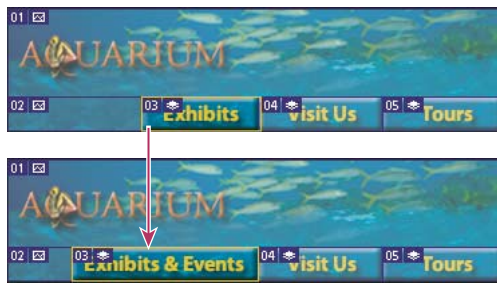 01
AQUARIUM
02 03 Exhibits 04 Visit Us 05 Tours
01
AQUARIUM
02 03 Exhibits & Events 04 Visit Us 05 Tours